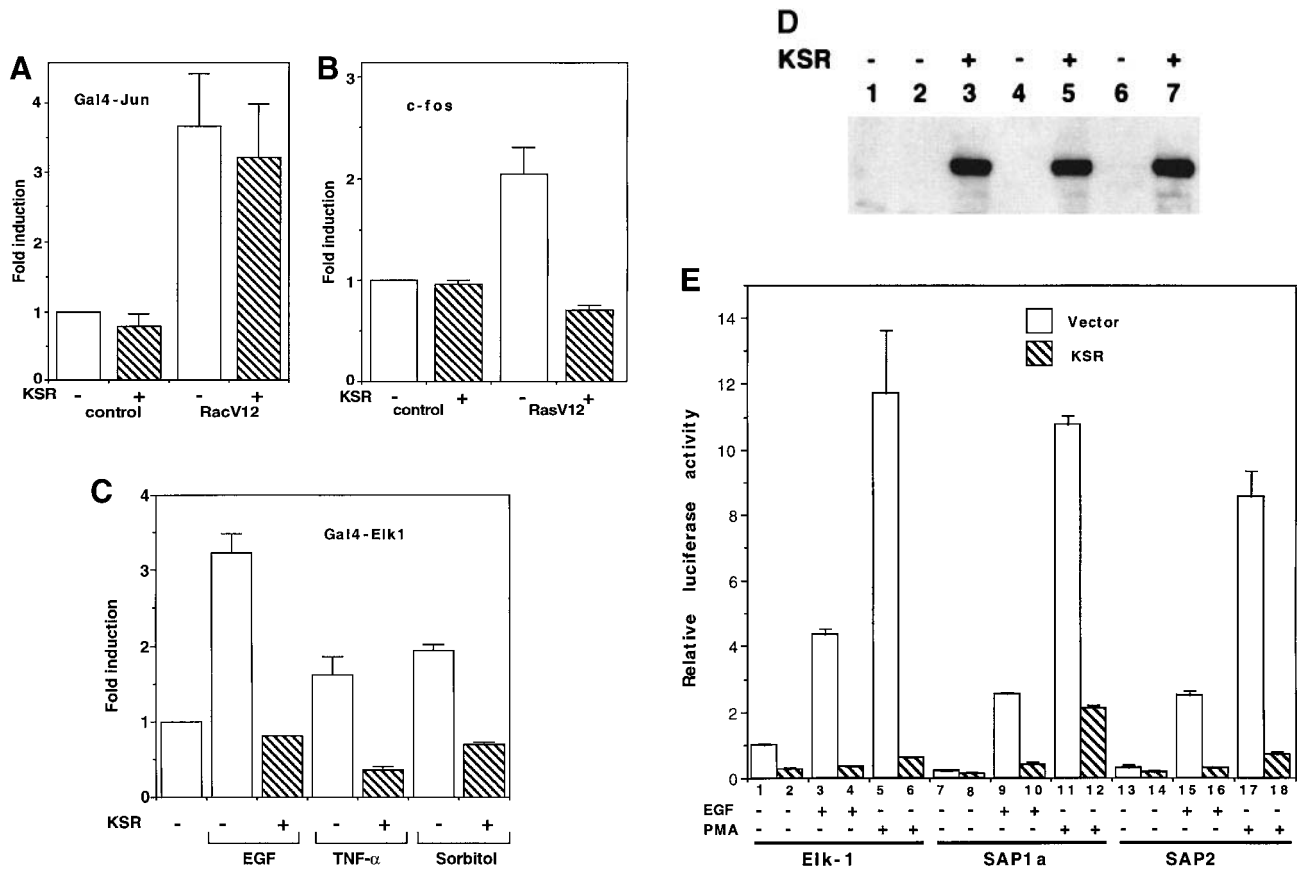 A
Gal4-Jun
Fold induction
4
3
2
1
0
KSR - + - +
control RacV12
B
c-fos
Fold induction
3
2
1
0
KSR - + - +
control RasV12
C
Gal4-Elk1
Fold induction
4
3
2
1
0
KSR - - + - + - +
EGF TNF-α Sorbitol
D
KSR - - + - + - +
1 2 3 4 5 6 7
E
Vector
KSR
Relative luciferase activity
14
12
10
8
6
4
2
0
1 2 3 4 5 6 7 8 9 10 11 12 13 14 15 16 17 18
EGF - - + + - - - - + + - - - - + + - -
PMA - - - - + + - - - - + + - - - - + +
Elk-1 SAP1a SAP2